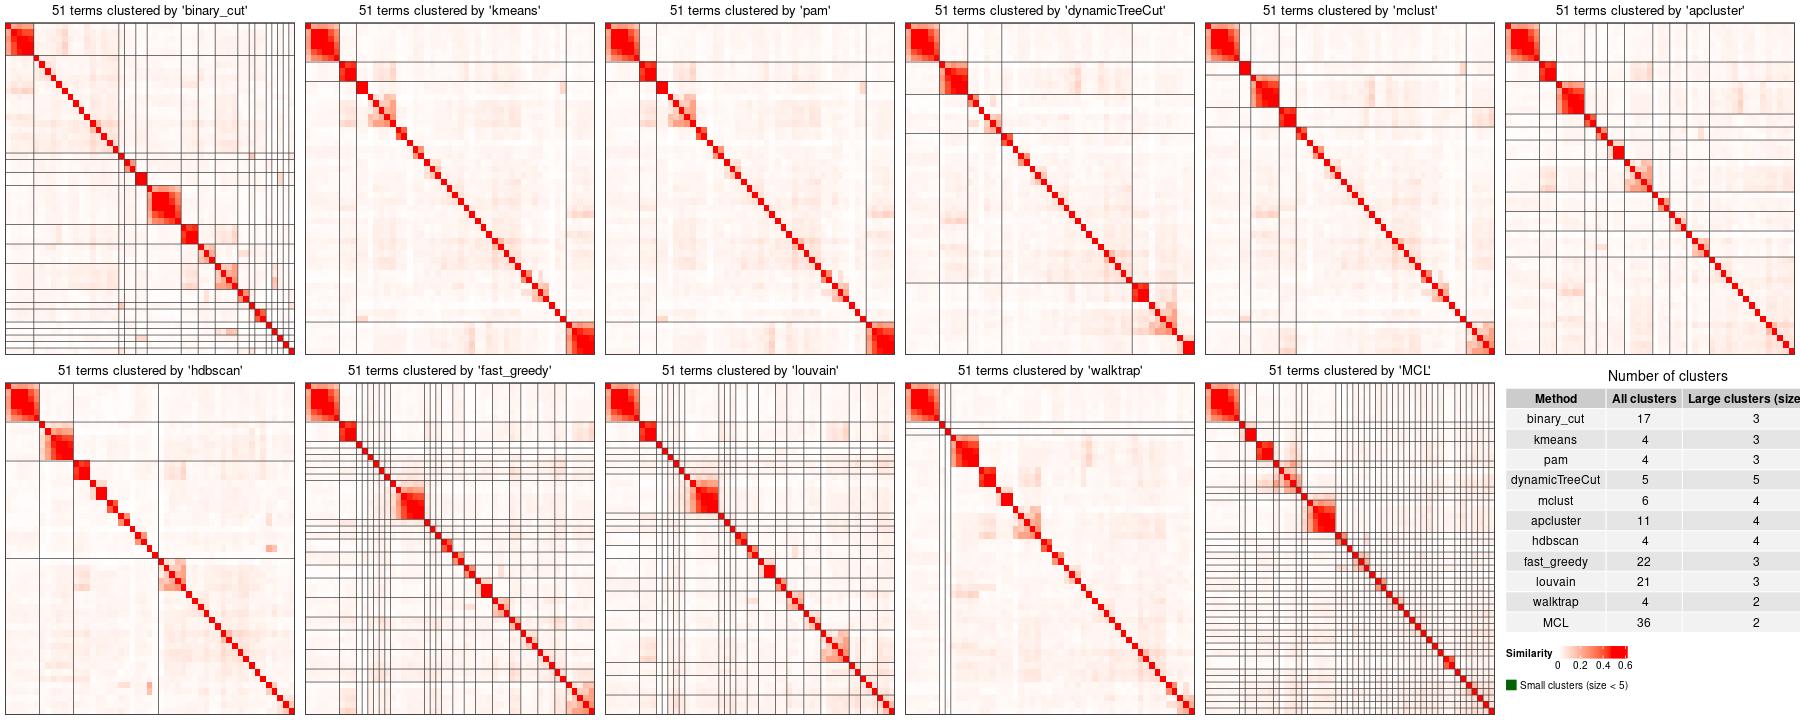 51 terms clustered by 'binary_cut'
51 terms clustered by 'kmeans'
51 terms clustered by 'pam'
51 terms clustered by 'dynamicTreeCut'
51 terms clustered by 'mclust'
51 terms clustered by 'apcluster'
51 terms clustered by 'hdbscan'
51 terms clustered by 'fast_greedy'
51 terms clustered by 'louvain'
51 terms clustered by 'walktrap'
51 terms clustered by 'MCL'
Number of clusters
Method All clusters Large clusters (size
binary_cut 17 3
kmeans 4 3
pam 4 3
dynamicTreeCut 5 5
mclust 6 4
apcluster 11 4
hdbscan 4 4
fast_greedy 22 3
louvain 21 3
walktrap 4 2
MCL 36 2
Similarity
0 0.2 0.4 0.6
Small clusters (size < 5)